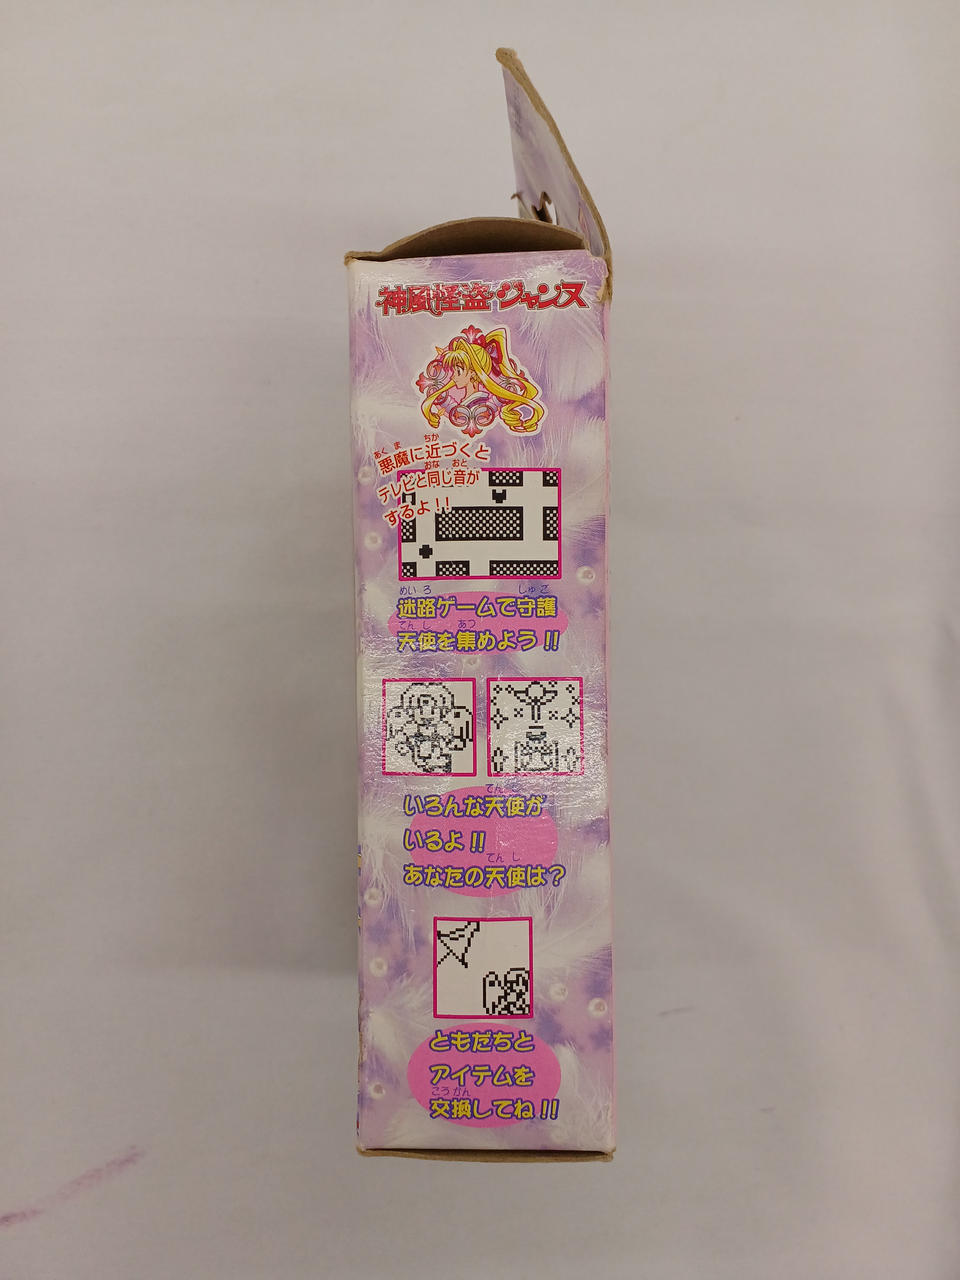 神風怪盗ジャンヌ
あくま ちか
悪魔に近づくと
おな おと
テレビと同じ音が
するよ!!
めいろ しゅご
迷路ゲームで守護
てんし あつ
天使を集めよう!!
てんし
いろんな天使が
いるよ!!
てんし
あなたの天使は?
ともだちと
アイテムを
こうかん
交換してね!!